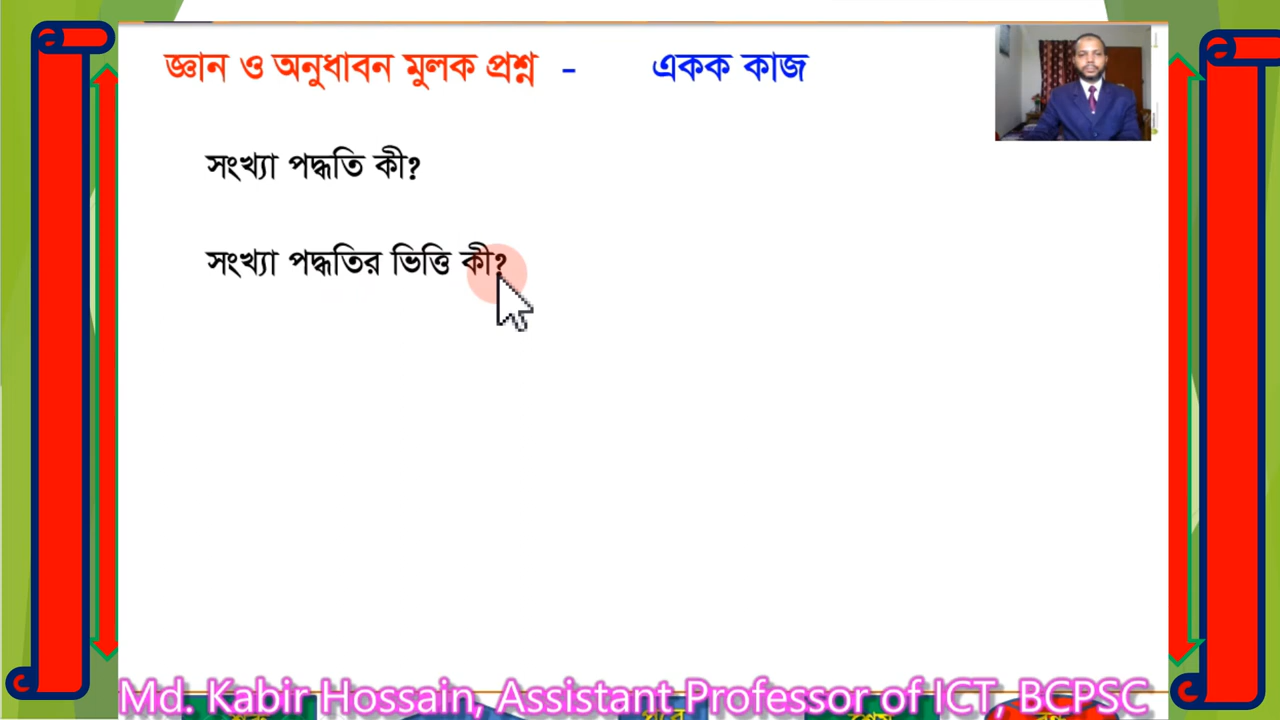 জ্ঞান ও অনুধাবন মুলক প্রশ্ন - একক কাজ
সংখ্যা পদ্ধতি কী?
সংখ্যা পদ্ধতির ভিত্তি কী?
Md. Kabir Hossain, Assistant Professor of ICT, BCPSC